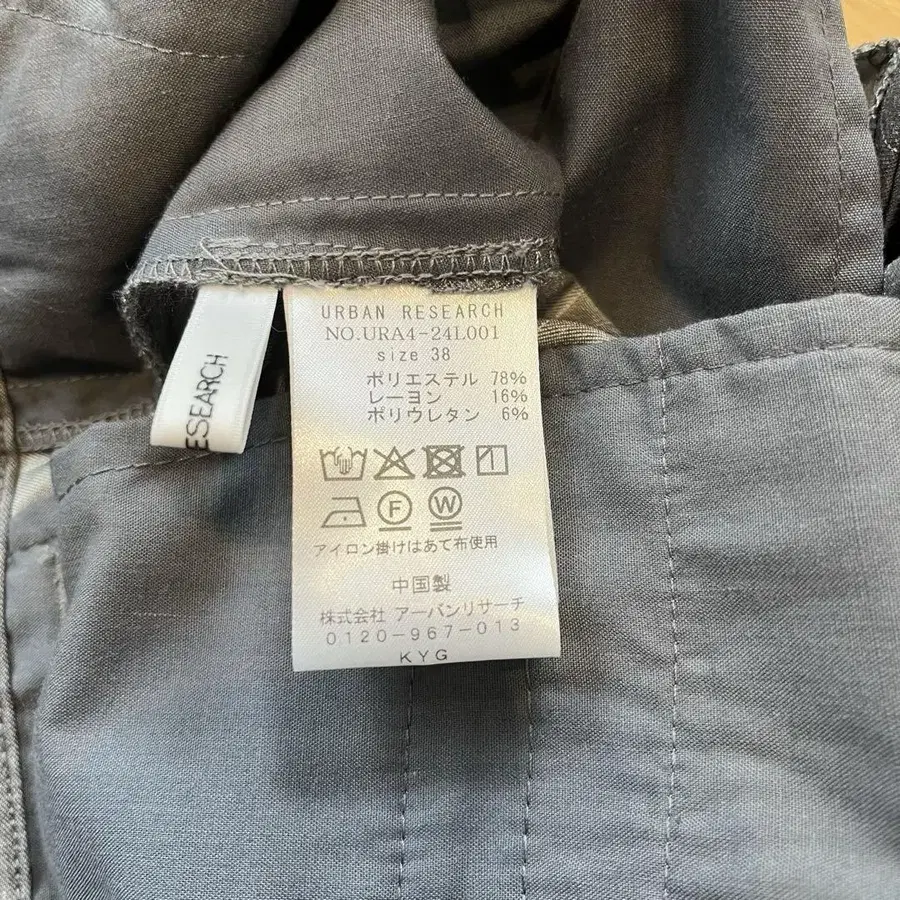 URBAN RESEARCH
NO.URA4-24L001
size 38
ポリエステル 78%
レーヨン 16%
ポリウレタン 6%
F W
アイロン掛けはあて布使用
中国製
株式会社 アーバンリサーチ
0120-967-013
KYG
ESEARCH